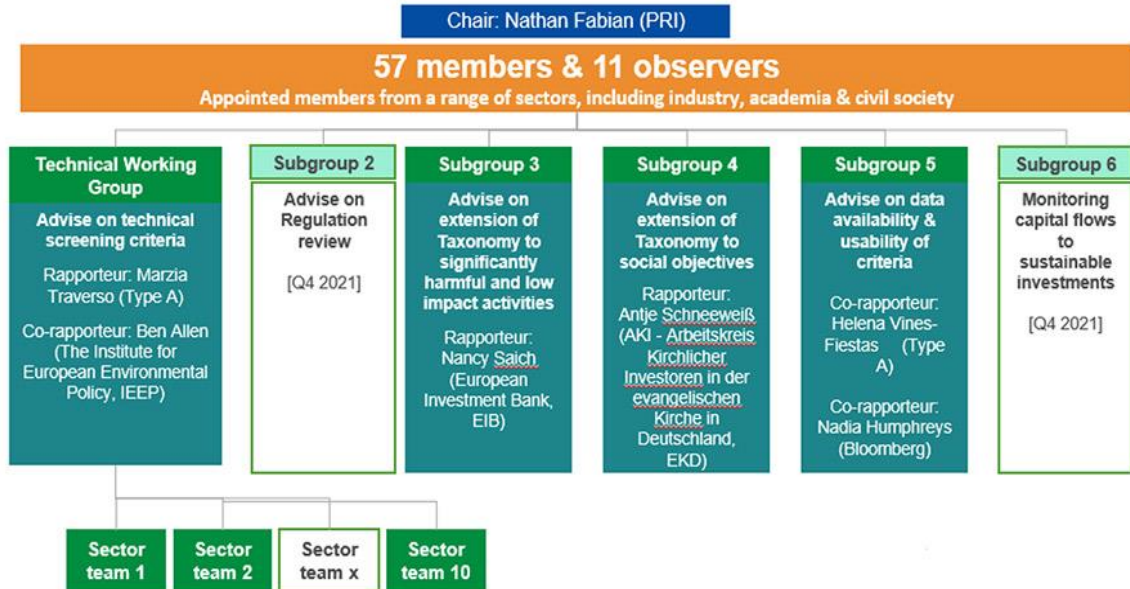 Chair: Nathan Fabian (PRI)
57 members & 11 observers
Appointed members from a range of sectors, including industry, academia & civil society
Technical Working
Group
Advise on technical
screening criteria
Rapporteur: Marzia
Traverso (Type A)
Co-rapporteur: Ben Allen
(The Institute for
European Environmental
Policy, IEEP)
Subgroup 2
Advise on
Regulation
review
[Q4 2021]
Subgroup 3
Advise on
extension of
Taxonomy to
significantly
harmful and low
impact activities
Rapporteur:
Nancy Saich
(European
Investment Bank,
EIB)
Subgroup 4
Advise on
extension of
Taxonomy to
social objectives
Rapporteur:
Antje Schneeweiß
(AKI - Arbeitskreis
Kirchlicher
Investoren in der
evangelischen
Kirche in
Deutschland,
EKD)
Subgroup 5
Advise on data
availability &
usability of
criteria
Co-rapporteur:
Helena Vines-
Fiestas (Type
A)
Co-rapporteur:
Nadia Humphreys
(Bloomberg)
Subgroup 6
Monitoring
capital flows
to
sustainable
investments
[Q4 2021]
Sector
team 1
Sector
team 2
Sector
team x
Sector
team 10